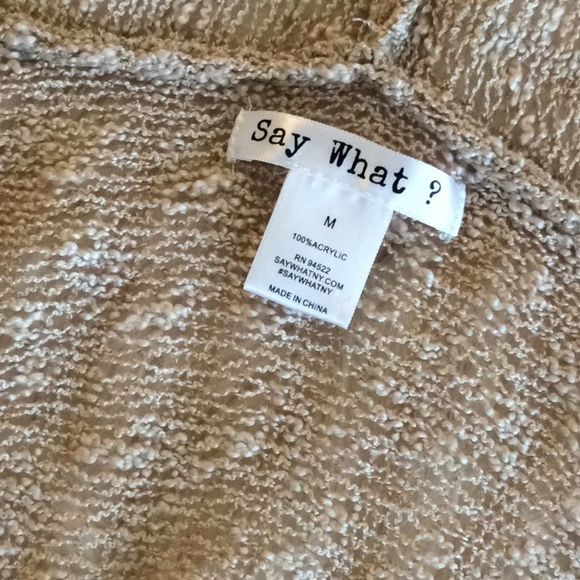 Say What ?
M
100%ACRYLIC
RN 94522
SAYWHATNY.COM
#SAYWHATNY
MADE IN CHINA